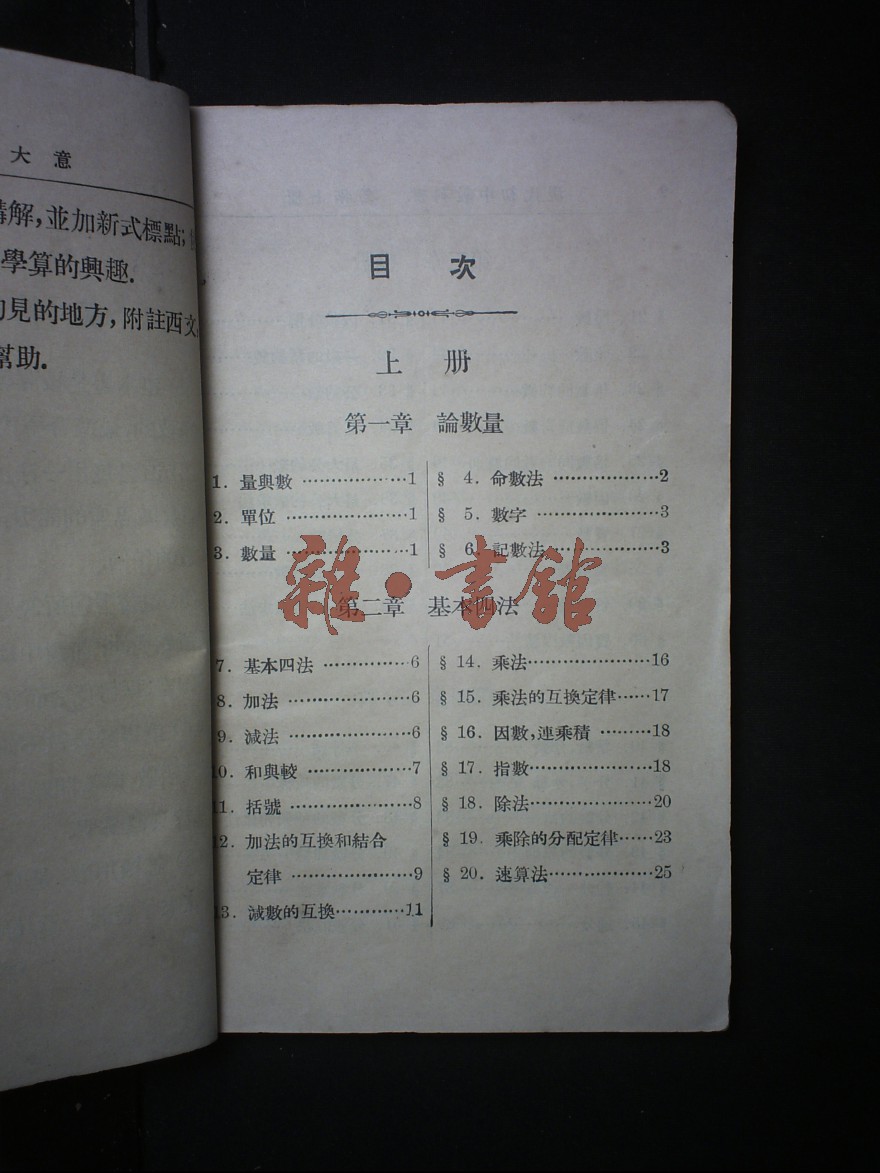 大意
講解,並加新式標點;
學算的興趣.
見的地方,附註西文,
幫助.
目次
上册
第一章 論數量
1. 量與數 ………………1
2. 單位 …………………1
3. 數量 …………………1
§ 4. 命數法 ………………2
§ 5. 數字 …………………3
§ 6. 記數法 ………………3
雜·書館
第二章 基本四法
7. 基本四法 ……………6
8. 加法 …………………6
9. 減法 …………………6
10. 和與較 ………………7
11. 括號 …………………8
12. 加法的互換和結合
定律 …………………9
13. 減數的互換…………11
§ 14. 乘法…………………16
§ 15. 乘法的互換定律……17
§ 16. 因數,連乘積 ………18
§ 17. 指數…………………18
§ 18. 除法…………………20
§ 19. 乘除的分配定律……23
§ 20. 速算法………………25